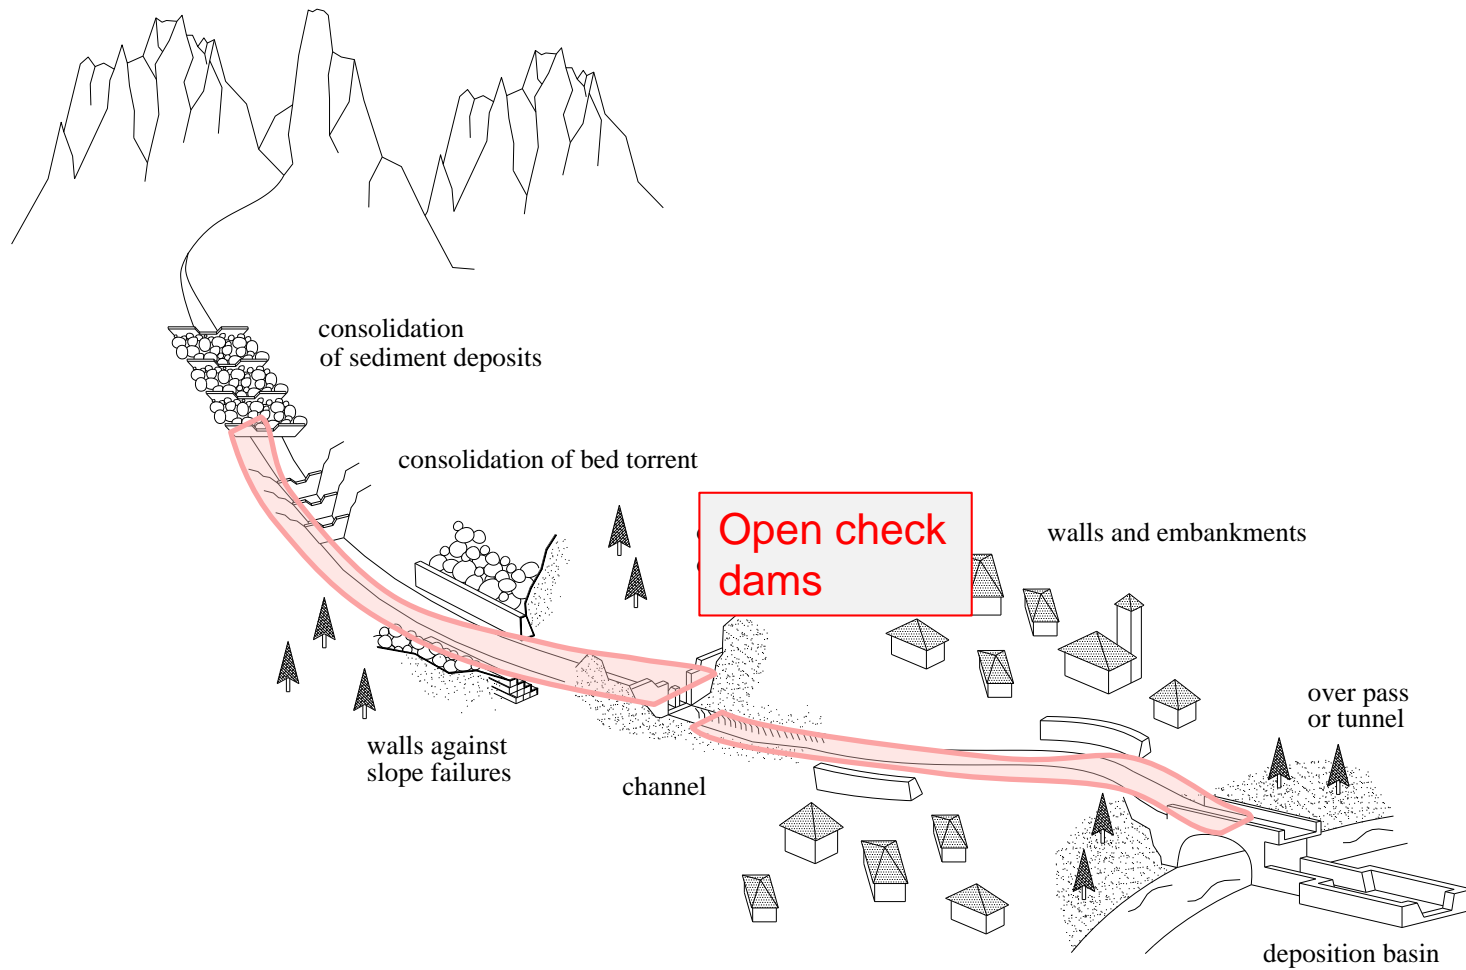 consolidation
of sediment deposits
consolidation of bed torrent
Open check
dams
walls and embankments
over pass
or tunnel
walls against
slope failures
channel
deposition basin